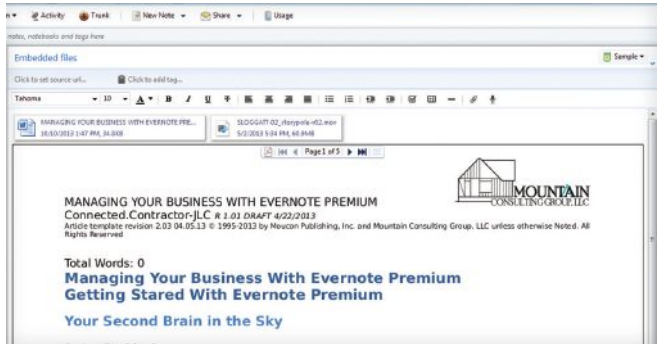 Activity Trunk New Note Share Usage
notes, notebooks and tags here
Embedded files Sample
Click to set source url... Click to add tag...
Tahoma 10 A B I U T
MANAGING YOUR BUSINESS WITH EVERNOTE PRE... SLOGGATT-02_storypole-v02.mov
10/10/2013 1:47 PM, 34.0KB 5/2/2013 5:34 PM, 60.9MB
Page 1 of 5
MOUNTAIN
CONSULTING GROUP, LLC
MANAGING YOUR BUSINESS WITH EVERNOTE PREMIUM
Connected.Contractor-JLC R 1.01 DRAFT 4/22/2013
Article template revision 2.03 04.05.13 © 1995-2013 by Moucon Publishing, Inc. and Mountain Consulting Group, LLC unless otherwise Noted. All
Rights Reserved
Total Words: 0
Managing Your Business With Evernote Premium
Getting Stared With Evernote Premium
Your Second Brain in the Sky